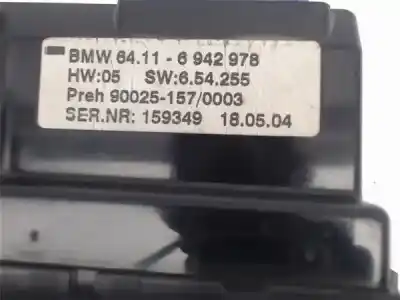 BMW 64.11 - 6 942 978
HW:05 SW:6.54.255
Preh 90025-157/0003
SER.NR: 159349 18.05.04